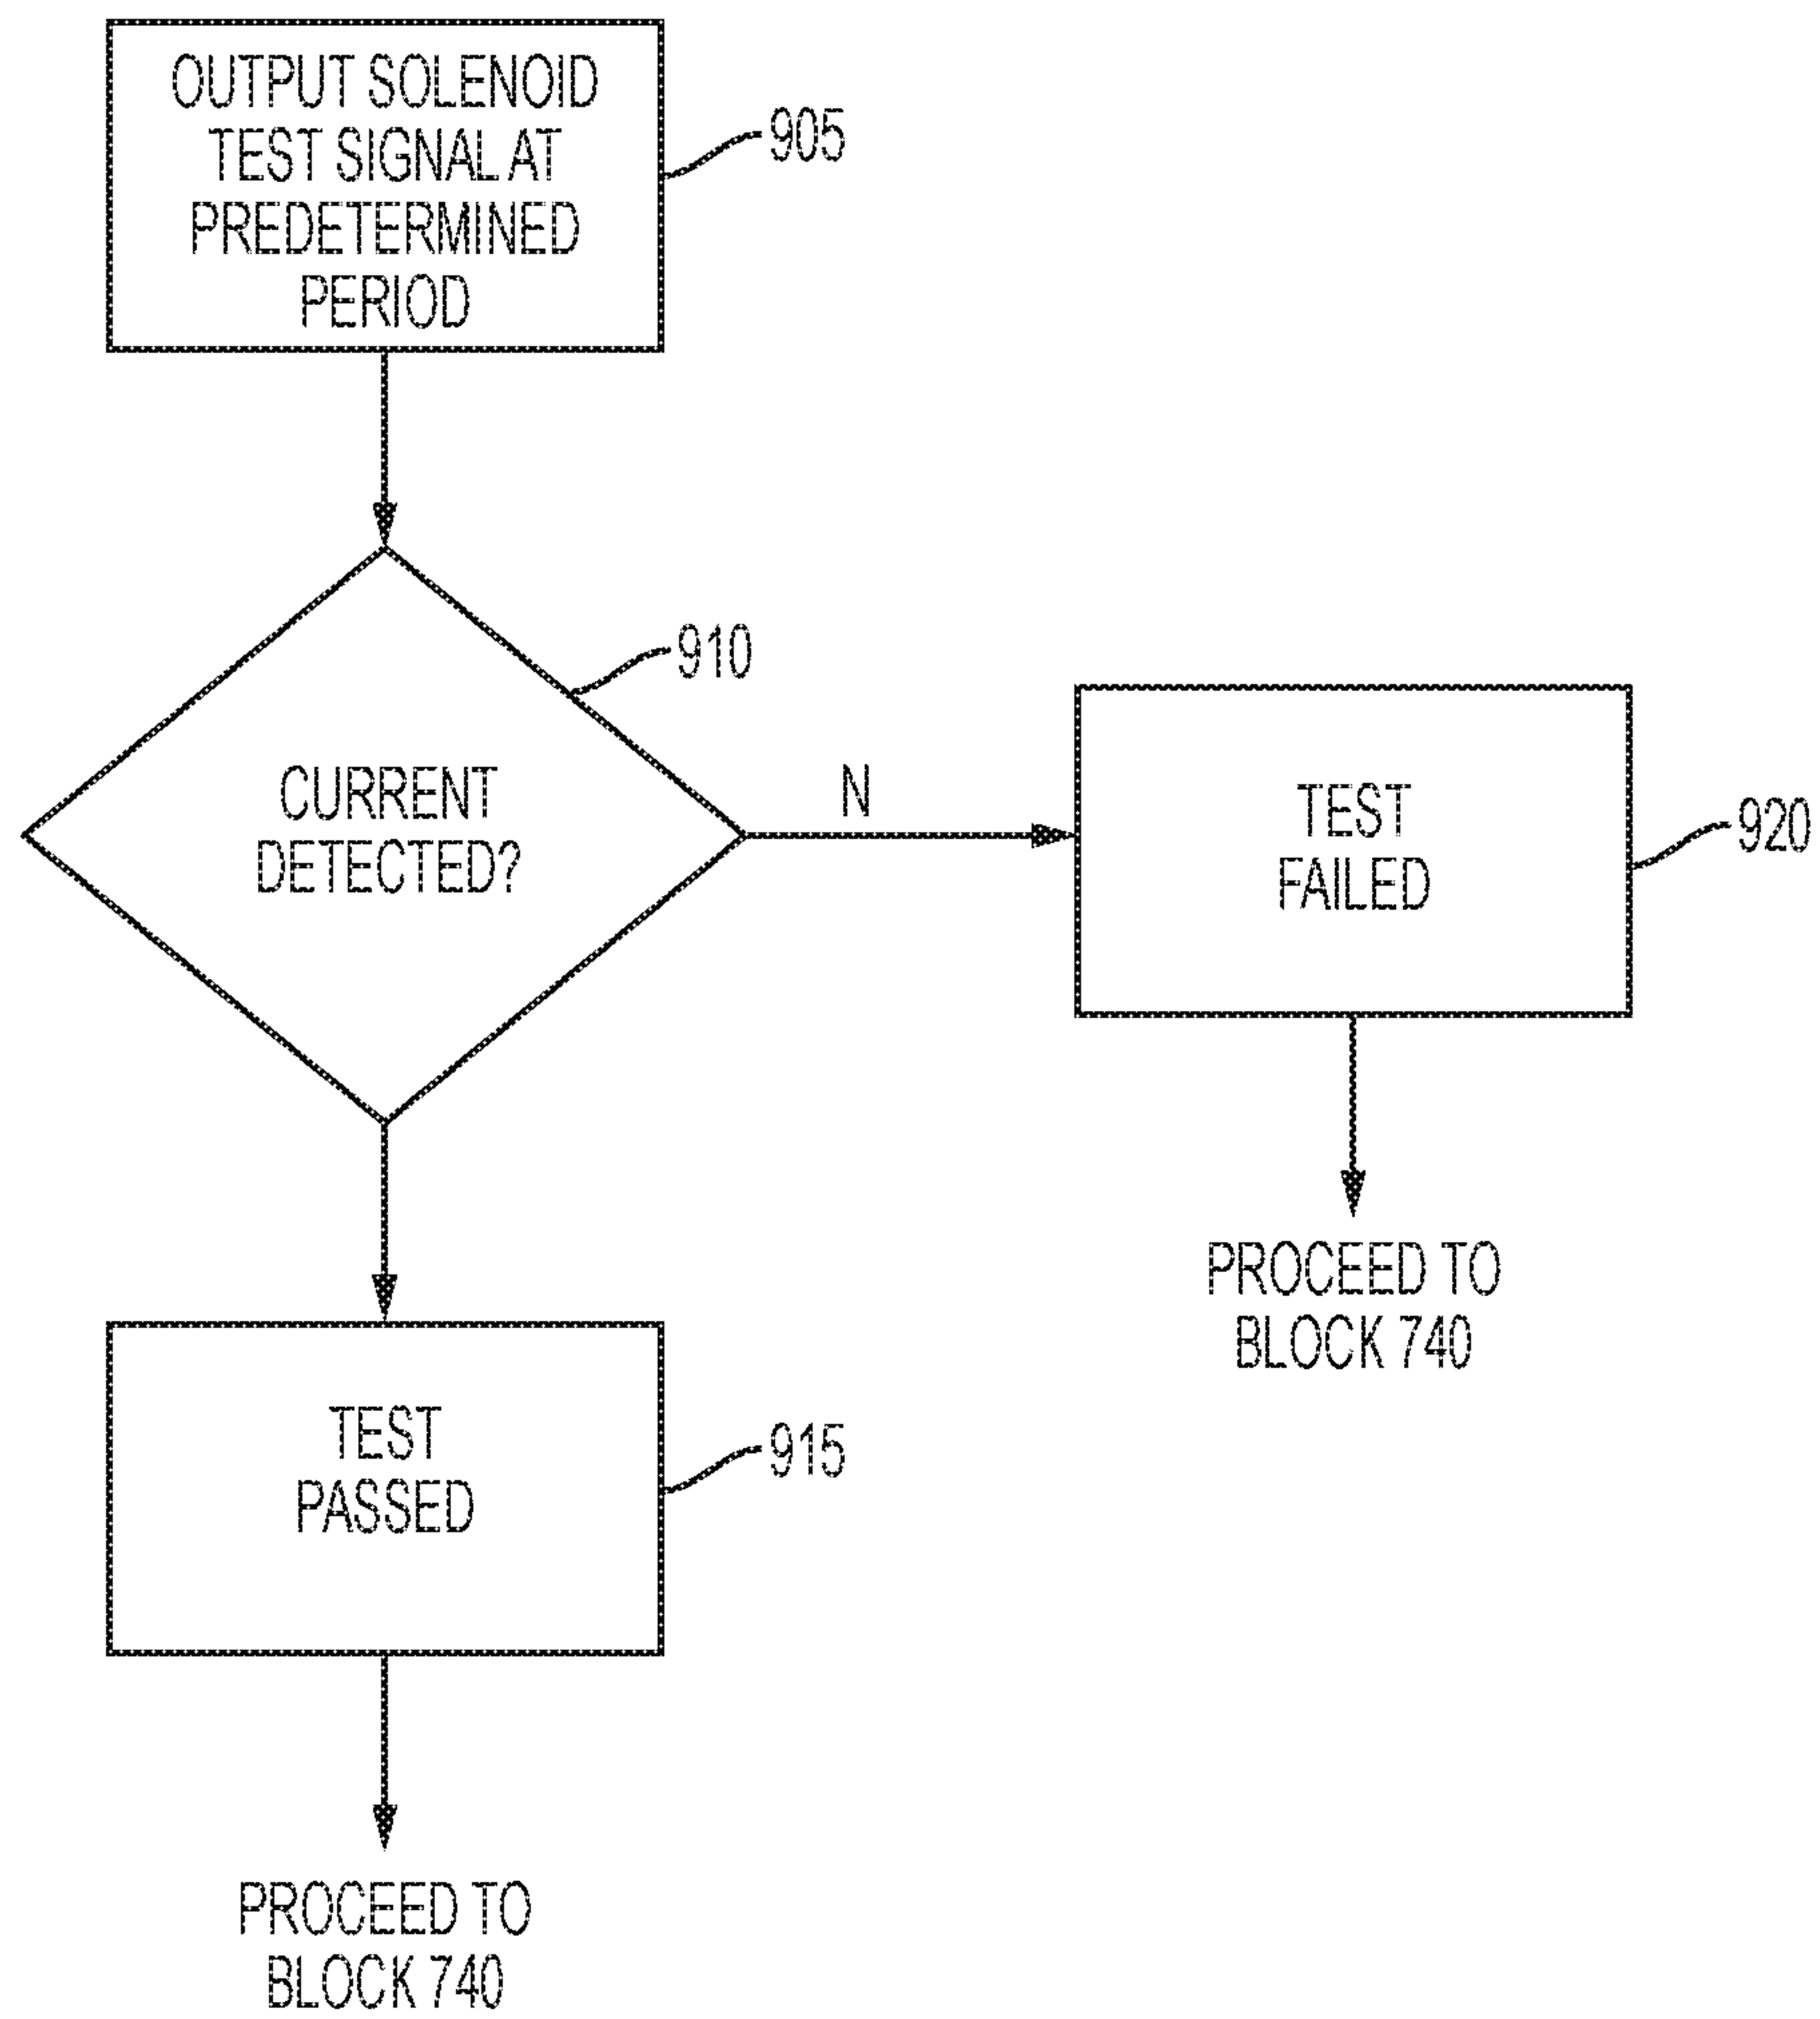 OUTPUT SOLENOID
TEST SIGNAL AT
PREDETERMINED
PERIOD
905
910
CURRENT
DETECTED?
N
TEST
FAILED
920
PROCEED TO
BLOCK 740
TEST
PASSED
915
PROCEED TO
BLOCK 740